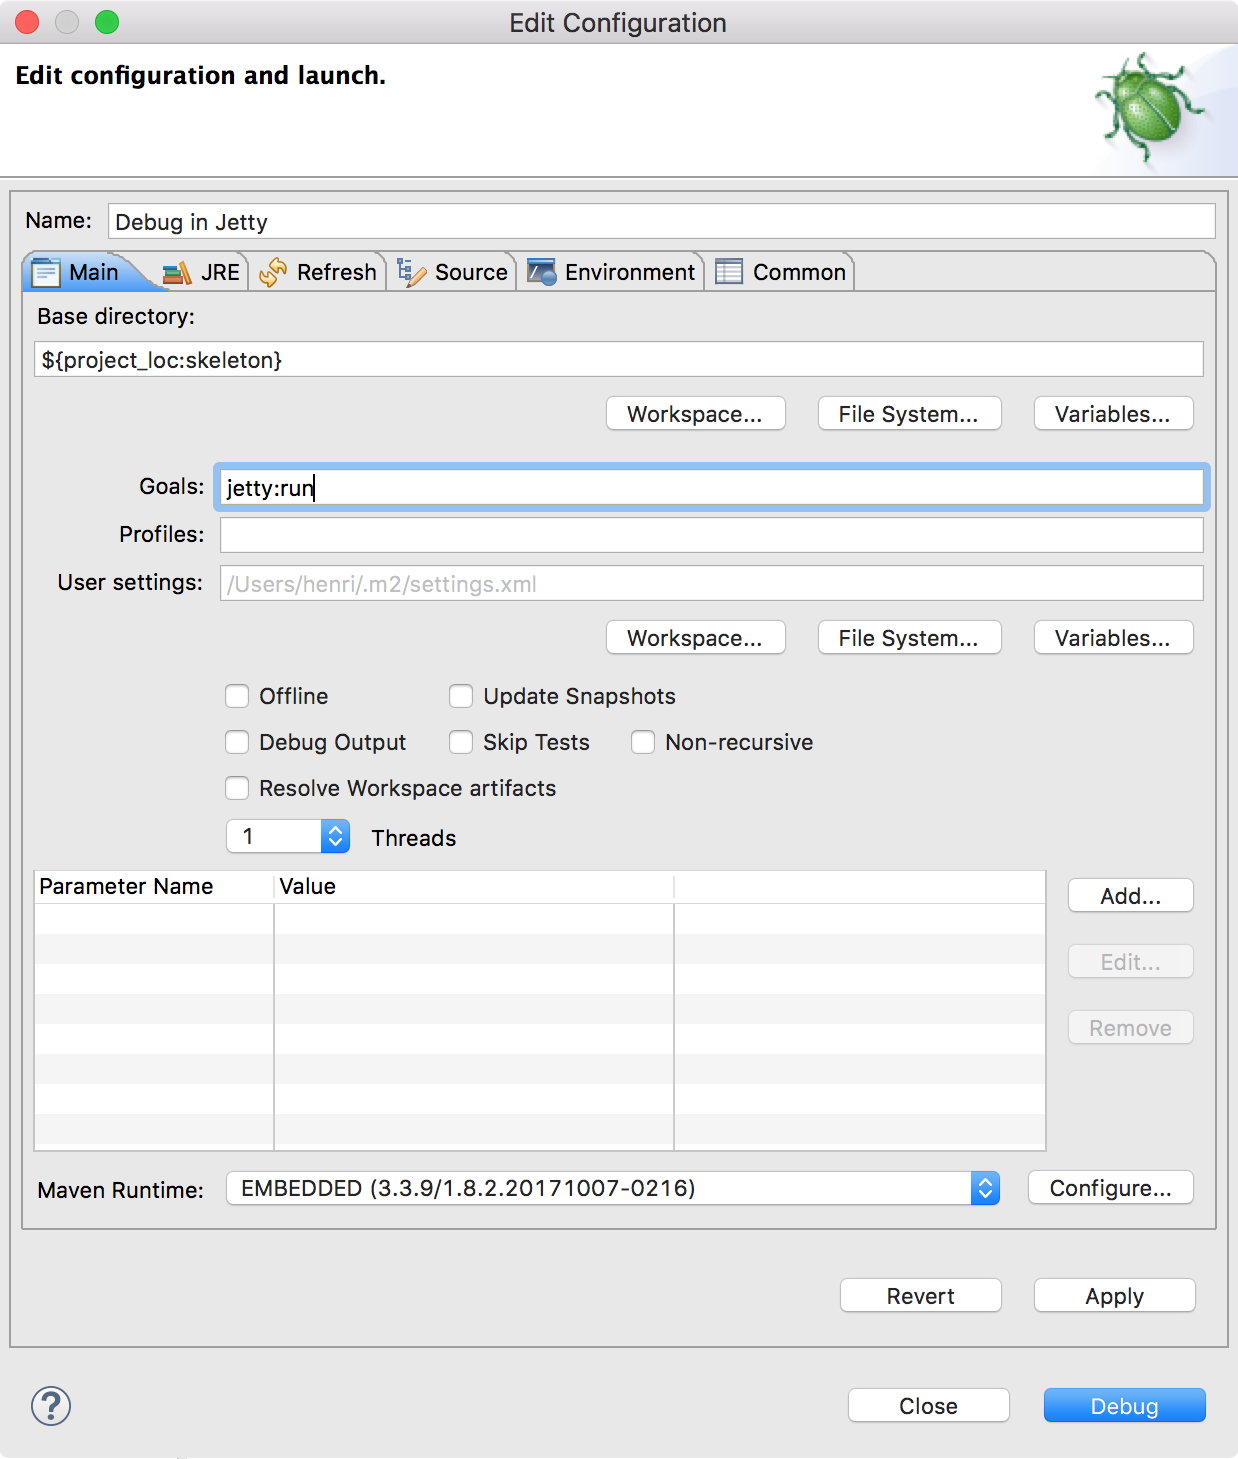 Edit Configuration
Edit configuration and launch.
Name: Debug in Jetty
Main JRE Refresh Source Environment Common
Base directory:
${project_loc:skeleton}
Workspace... File System... Variables...
Goals: jetty:run
Profiles:
User settings: /Users/henri/.m2/settings.xml
Workspace... File System... Variables...
Offline Update Snapshots
Debug Output Skip Tests Non-recursive
Resolve Workspace artifacts
1 Threads
Parameter Name Value
Add...
Edit...
Remove
Maven Runtime: EMBEDDED (3.3.9/1.8.2.20171007-0216) Configure...
Revert Apply
? Close Debug